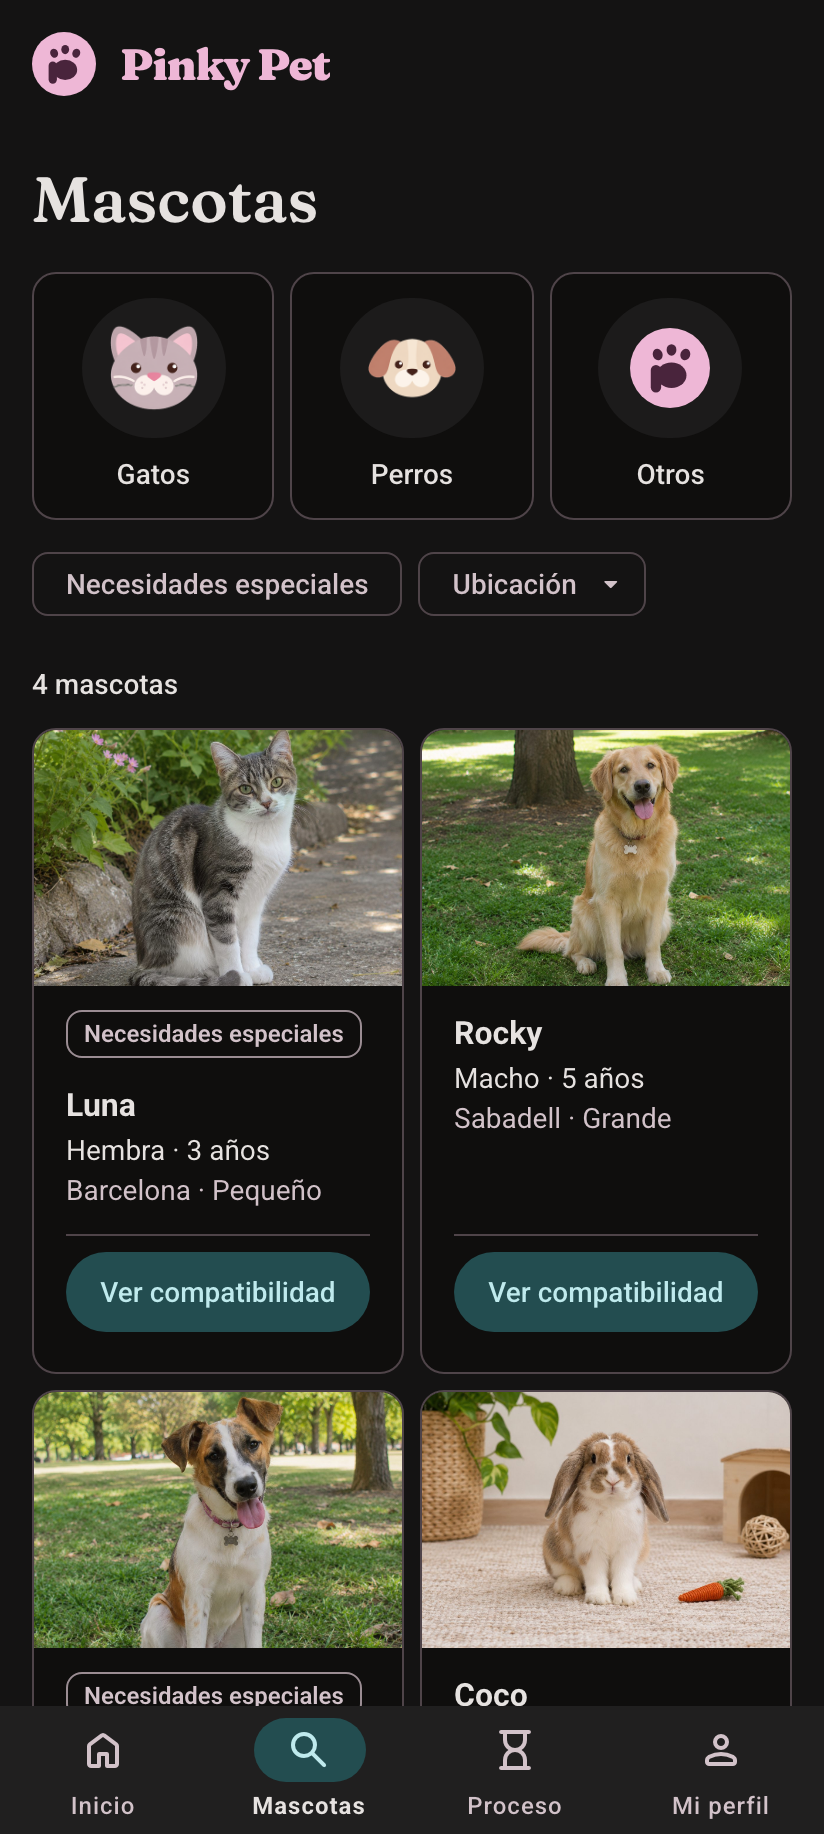 Pinky Pet
Mascotas
Gatos
Perros
Otros
Necesidades especiales
Ubicación
4 mascotas
Necesidades especiales
Luna
Hembra · 3 años
Barcelona · Pequeño
Ver compatibilidad
Rocky
Macho · 5 años
Sabadell · Grande
Ver compatibilidad
Necesidades especiales
Coco
Inicio
Mascotas
Proceso
Mi perfil